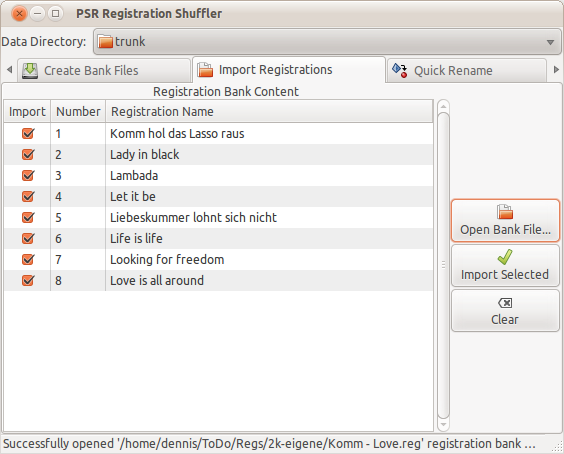 PSR Registration Shuffler
Data Directory: trunk
Create Bank Files Import Registrations Quick Rename
Registration Bank Content
Import Number Registration Name
1 Komm hol das Lasso raus
2 Lady in black
3 Lambada
4 Let it be
5 Liebeskummer lohnt sich nicht
6 Life is life
7 Looking for freedom
8 Love is all around
Open Bank File...
Import Selected
Clear
Successfully opened '/home/dennis/ToDo/Regs/2k-eigene/Komm - Love.reg' registration bank ...